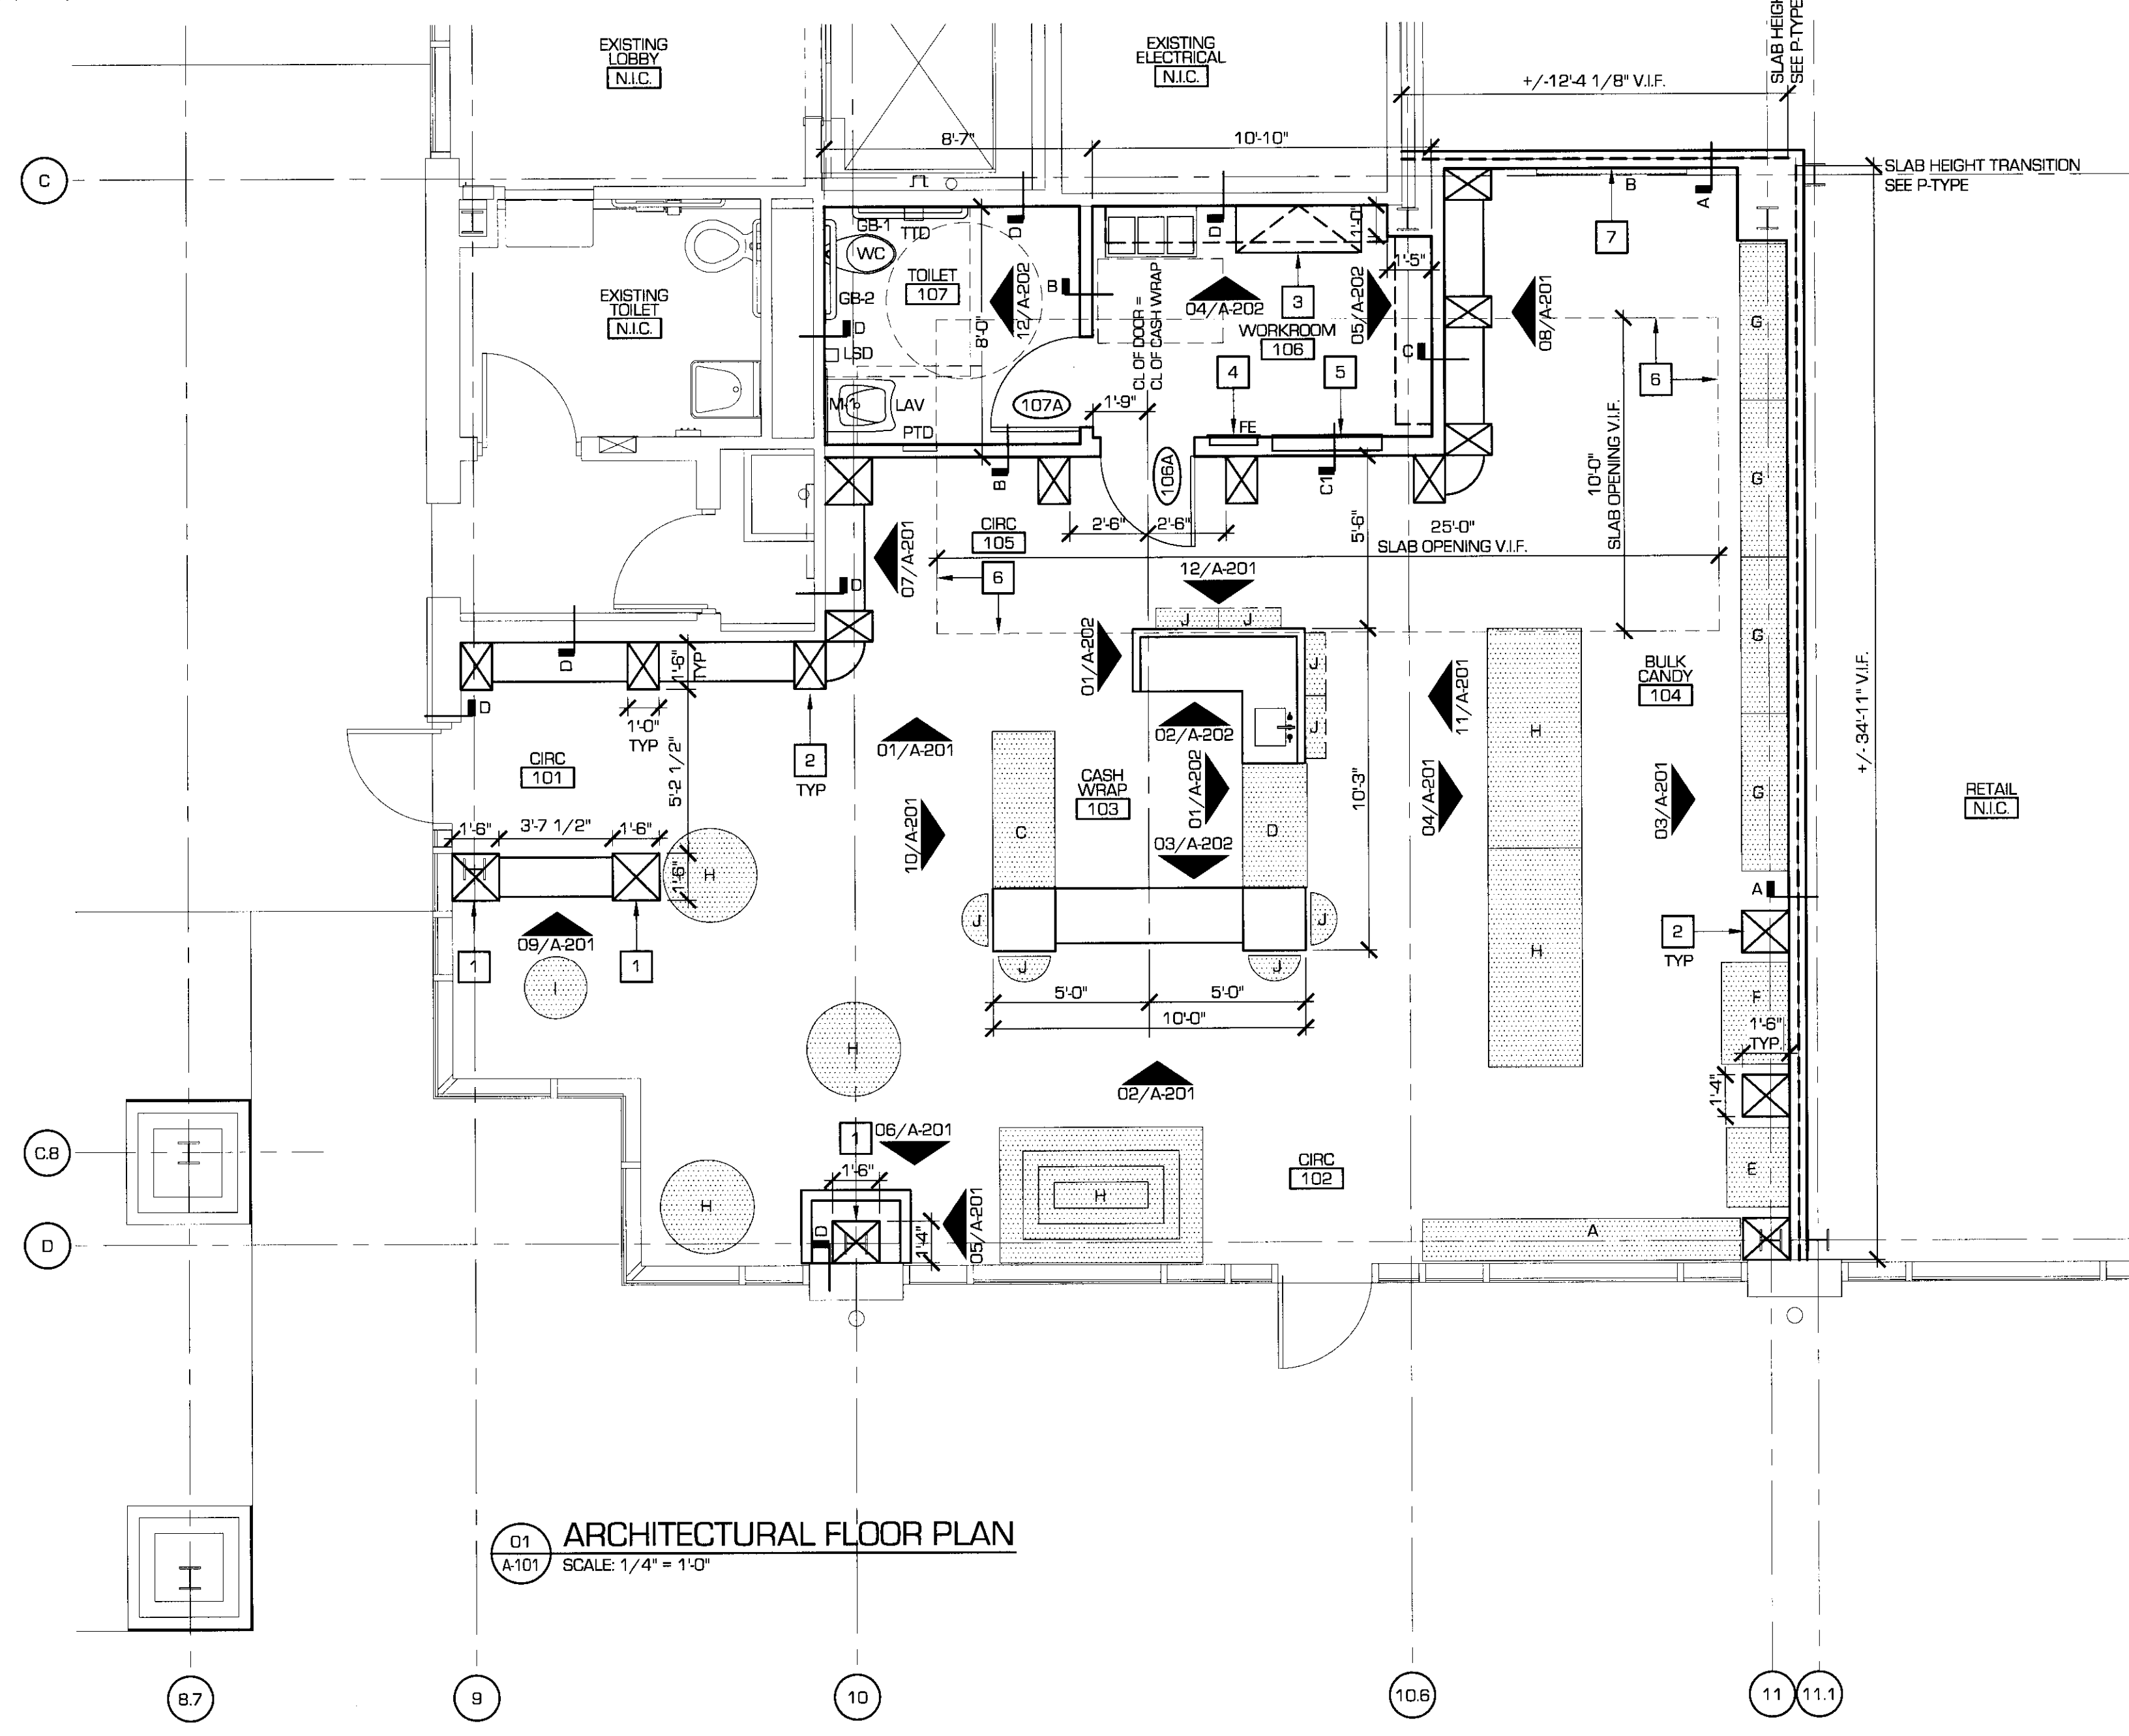 SLAB HEIGH
SEE P-TYPE
EXISTING
LOBBY
N.I.C.
EXISTING
ELECTRICAL
N.I.C.
+/-12'-4 1/8" V.I.F.
8'-7"
10'-10"
C
SLAB HEIGHT TRANSITION
SEE P-TYPE
B
A
7
GB-1
TTD
D
D
1'-0"
WC
TOILET
107
GB-2
12/A-202
B
CL OF DOOR =
CL OF CASH WRAP
04/A-202
3
05/A-202
1'-5"
08/A-201
G
EXISTING
TOILET
N.I.C.
D
8'-0"
LSD
WORKROOM
106
C
4
5
6
M-1
LAV
107A
1'-9"
PTD
FE
10'-0"
SLAB OPENING V.I.F.
G
B
106A
C1
CIRC
105
2'-6"
2'-6"
5'-6"
25'-0"
SLAB OPENING V.I.F.
07/A-201
D
6
12/A-201
J
J
G
D
1'-6"
TYP
01/A-202
J
11/A-201
BULK
CANDY
104
+/- 34'-11" V.I.F.
D
1'-0"
TYP
2
TYP
01/A-201
02/A-202
J
H
CIRC
101
5'-2 1/2"
CASH
WRAP
103
01/A-202
10'-3"
04/A-201
03/A-201
G
RETAIL
N.I.C.
1'-6"
3'-7 1/2"
1'-6"
10/A-201
C
D
03/A-202
1'-6"
H
A
09/A-201
J
J
2
TYP
1
1
J
J
H
I
5'-0"
5'-0"
10'-0"
F
1'-6"
TYP.
H
02/A-201
1'-4"
C.8
1
06/A-201
1'-6"
CIRC
102
E
H
H
D
D
1'-4"
05/A-201
A
01
A-101
ARCHITECTURAL FLOOR PLAN
SCALE: 1/4" = 1'-0"
8.7
9
10
10.6
11
11.1